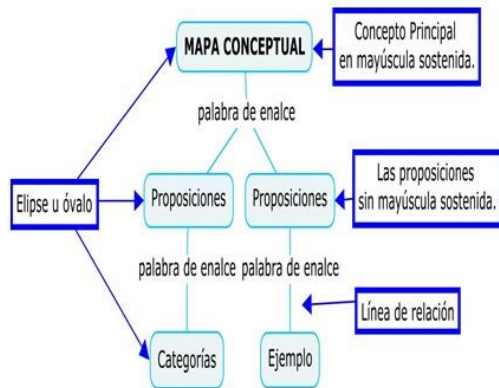 MAPA CONCEPTUAL
Concepto Principal
en mayúscula sostenida.
palabra de enalce
Elipse u óvalo
Proposiciones
Proposiciones
Las proposiciones
sin mayúscula sostenida.
palabra de enalce
palabra de enalce
Línea de relación
Categorías
Ejemplo